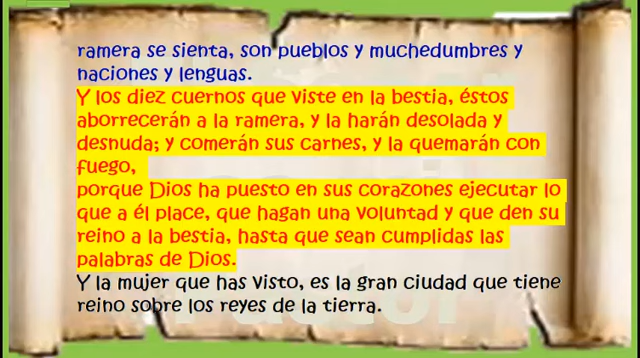 ramera se sienta, son pueblos y muchedumbres y
naciones y lenguas.
Y los diez cuernos que viste en la bestia, éstos
aborrecerán a la ramera, y la harán desolada y
desnuda; y comerán sus carnes, y la quemarán con
fuego,
porque Dios ha puesto en sus corazones ejecutar lo
que a él place, que hagan una voluntad y que den su
reino a la bestia, hasta que sean cumplidas las
palabras de Dios.
Y la mujer que has visto, es la gran ciudad que tiene
reino sobre los reyes de la tierra.